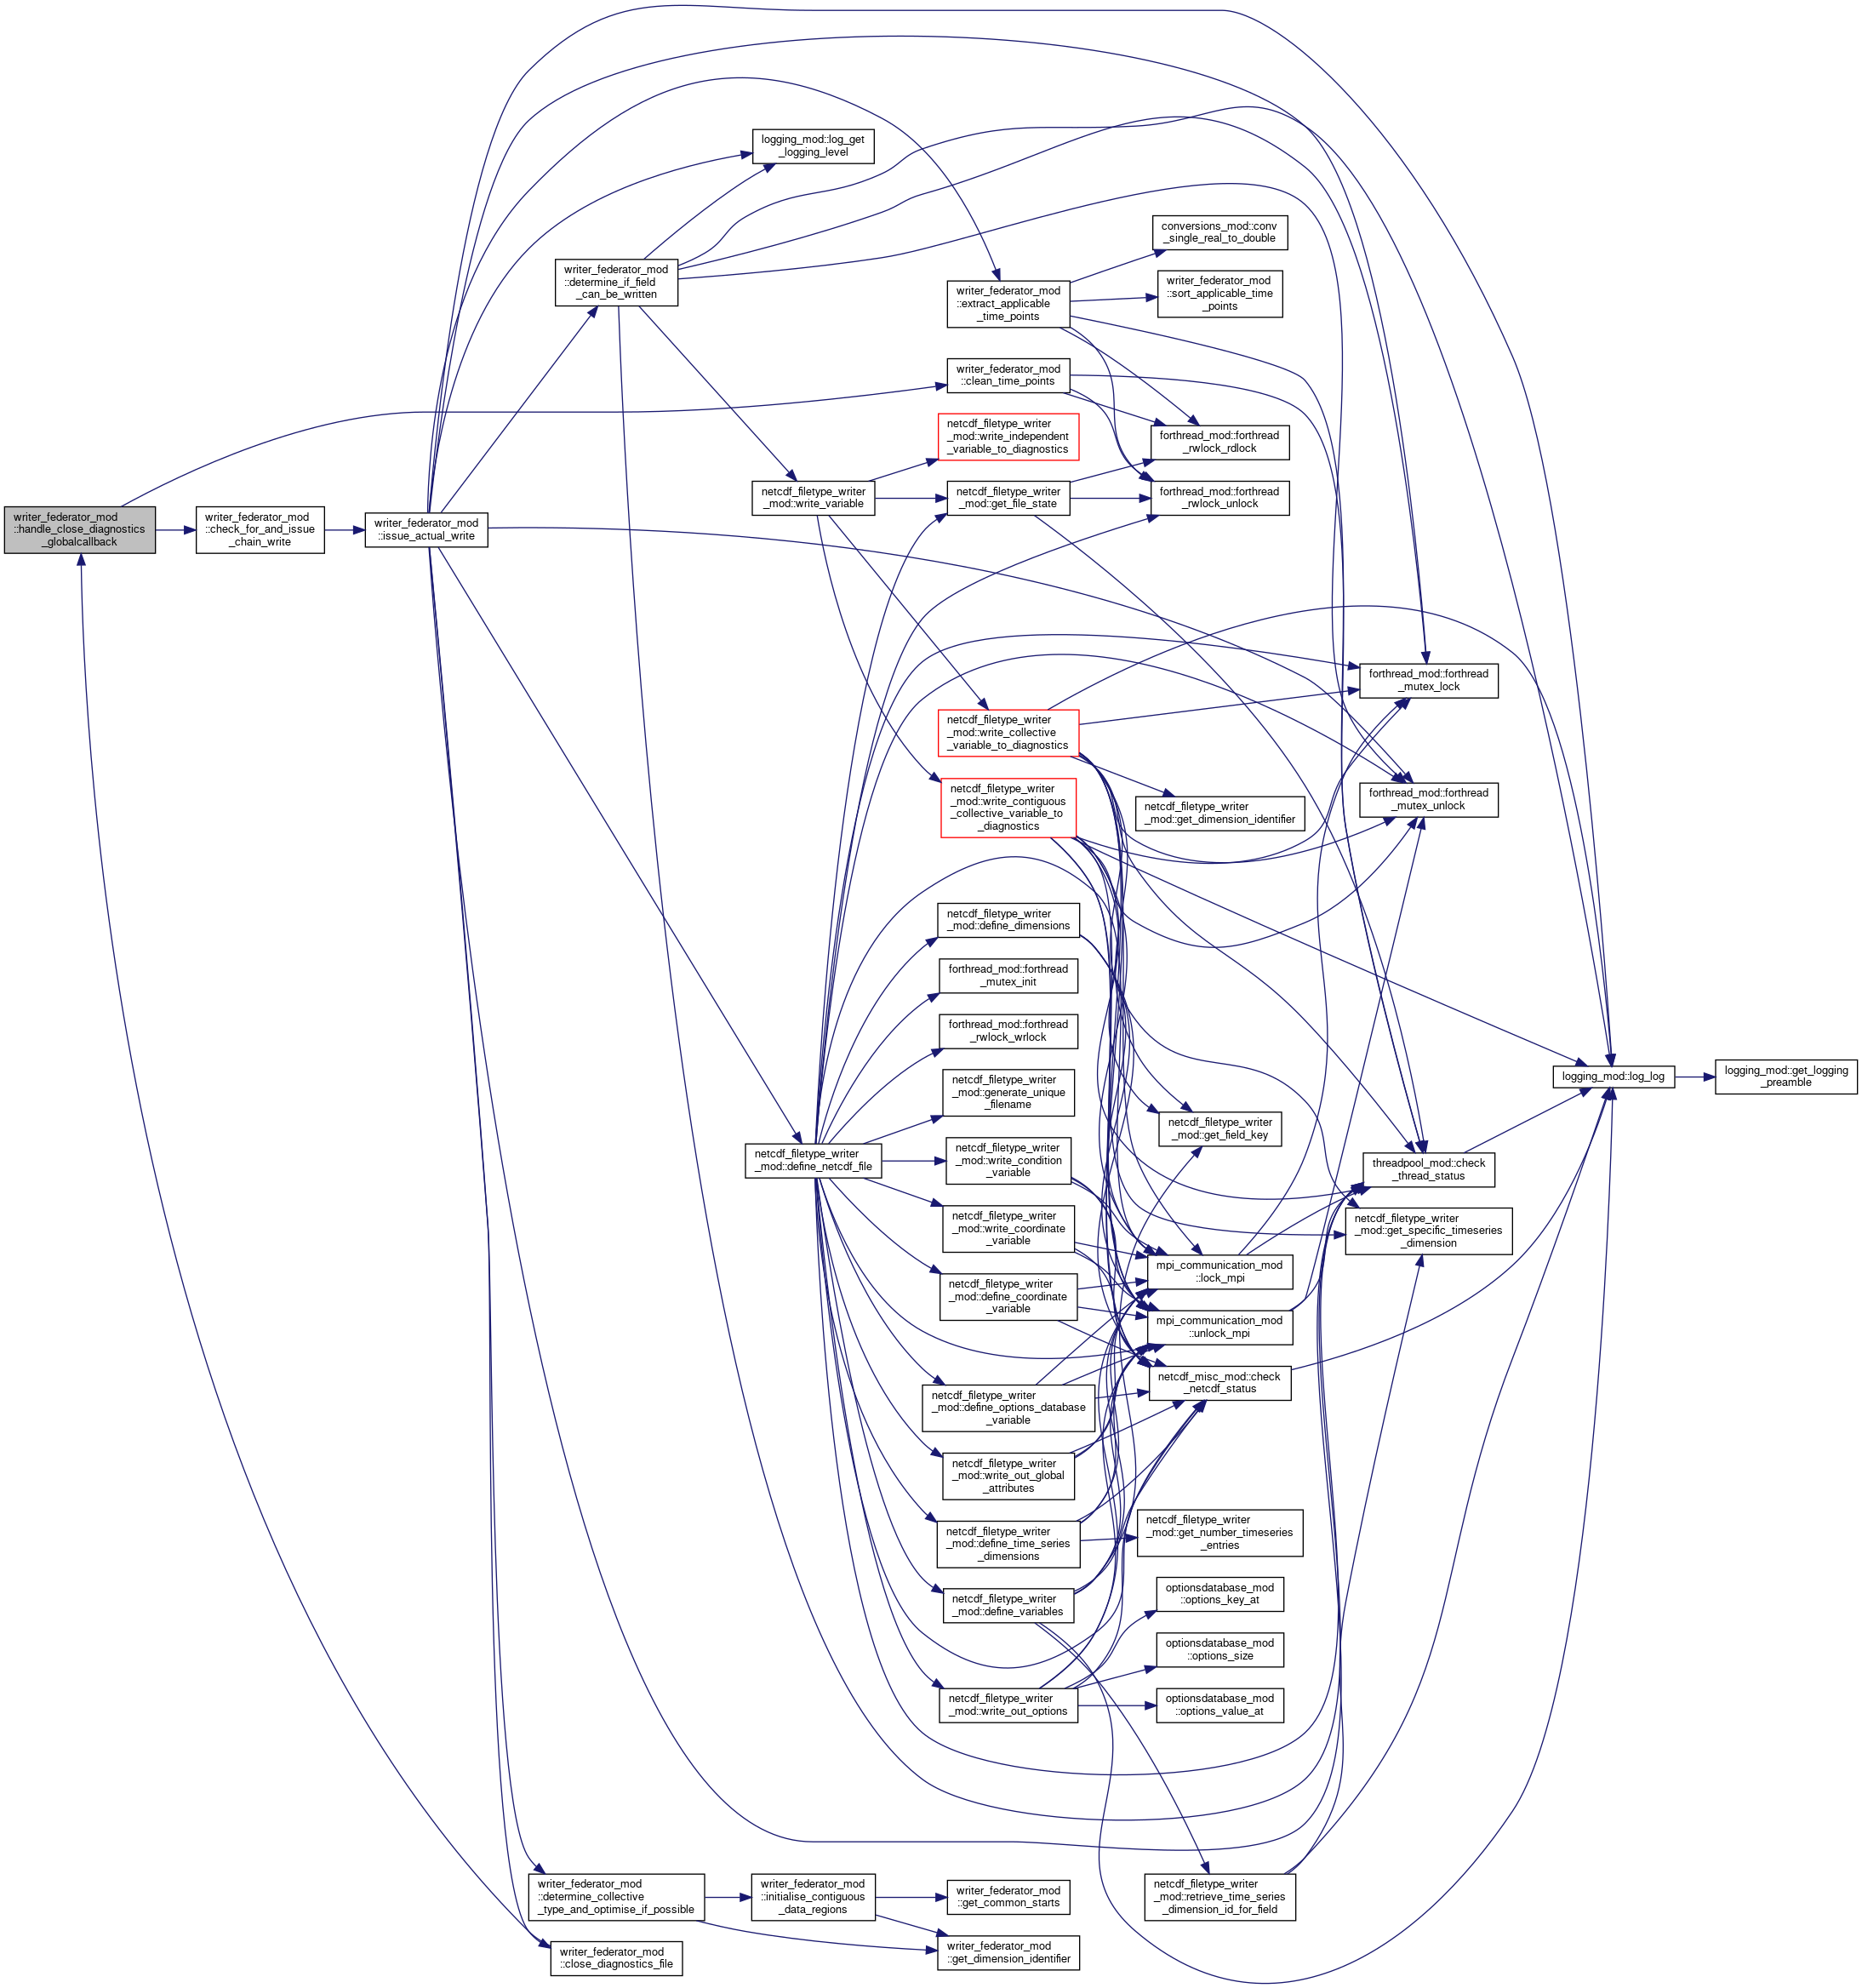 writer_federator_mod
::handle_close_diagnostics
_globalcallback
writer_federator_mod
::check_for_and_issue
_chain_write
writer_federator_mod
::issue_actual_write
logging_mod::log_get
_logging_level
writer_federator_mod
::determine_if_field
_can_be_written
conversions_mod::conv
_single_real_to_double
writer_federator_mod
::sort_applicable_time
_points
writer_federator_mod
::extract_applicable
_time_points
writer_federator_mod
::clean_time_points
netcdf_filetype_writer
_mod::write_independent
_variable_to_diagnostics
forthread_mod::forthread
_rwlock_rdlock
netcdf_filetype_writer
_mod::write_variable
netcdf_filetype_writer
_mod::get_file_state
forthread_mod::forthread
_rwlock_unlock
forthread_mod::forthread
_mutex_lock
netcdf_filetype_writer
_mod::write_collective
_variable_to_diagnostics
netcdf_filetype_writer
_mod::write_contiguous
_collective_variable_to
_diagnostics
netcdf_filetype_writer
_mod::get_dimension_identifier
forthread_mod::forthread
_mutex_unlock
netcdf_filetype_writer
_mod::define_dimensions
forthread_mod::forthread
_mutex_init
forthread_mod::forthread
_rwlock_wrlock
netcdf_filetype_writer
_mod::generate_unique
_filename
logging_mod::log_log
logging_mod::get_logging
_preamble
netcdf_filetype_writer
_mod::get_field_key
netcdf_filetype_writer
_mod::define_netcdf_file
netcdf_filetype_writer
_mod::write_condition
_variable
threadpool_mod::check
_thread_status
netcdf_filetype_writer
_mod::write_coordinate
_variable
netcdf_filetype_writer
_mod::get_specific_timeseries
_dimension
mpi_communication_mod
::lock_mpi
netcdf_filetype_writer
_mod::define_coordinate
_variable
mpi_communication_mod
::unlock_mpi
netcdf_misc_mod::check
_netcdf_status
netcdf_filetype_writer
_mod::define_options_database
_variable
netcdf_filetype_writer
_mod::write_out_global
_attributes
netcdf_filetype_writer
_mod::define_time_series
_dimensions
netcdf_filetype_writer
_mod::get_number_timeseries
_entries
netcdf_filetype_writer
_mod::define_variables
optionsdatabase_mod
::options_key_at
optionsdatabase_mod
::options_size
netcdf_filetype_writer
_mod::write_out_options
optionsdatabase_mod
::options_value_at
writer_federator_mod
::determine_collective
_type_and_optimise_if_possible
writer_federator_mod
::initialise_contiguous
_data_regions
writer_federator_mod
::get_common_starts
netcdf_filetype_writer
_mod::retrieve_time_series
_dimension_id_for_field
writer_federator_mod
::close_diagnostics_file
writer_federator_mod
::get_dimension_identifier